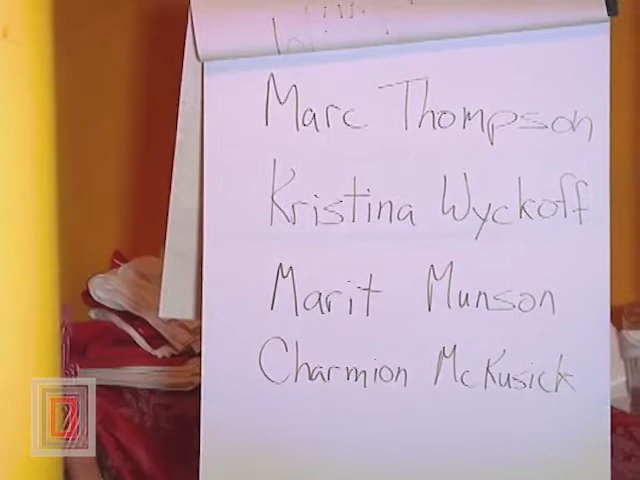 Marc Thompson
Kristina Wyckoff
Marit Munson
Charmion McKusick